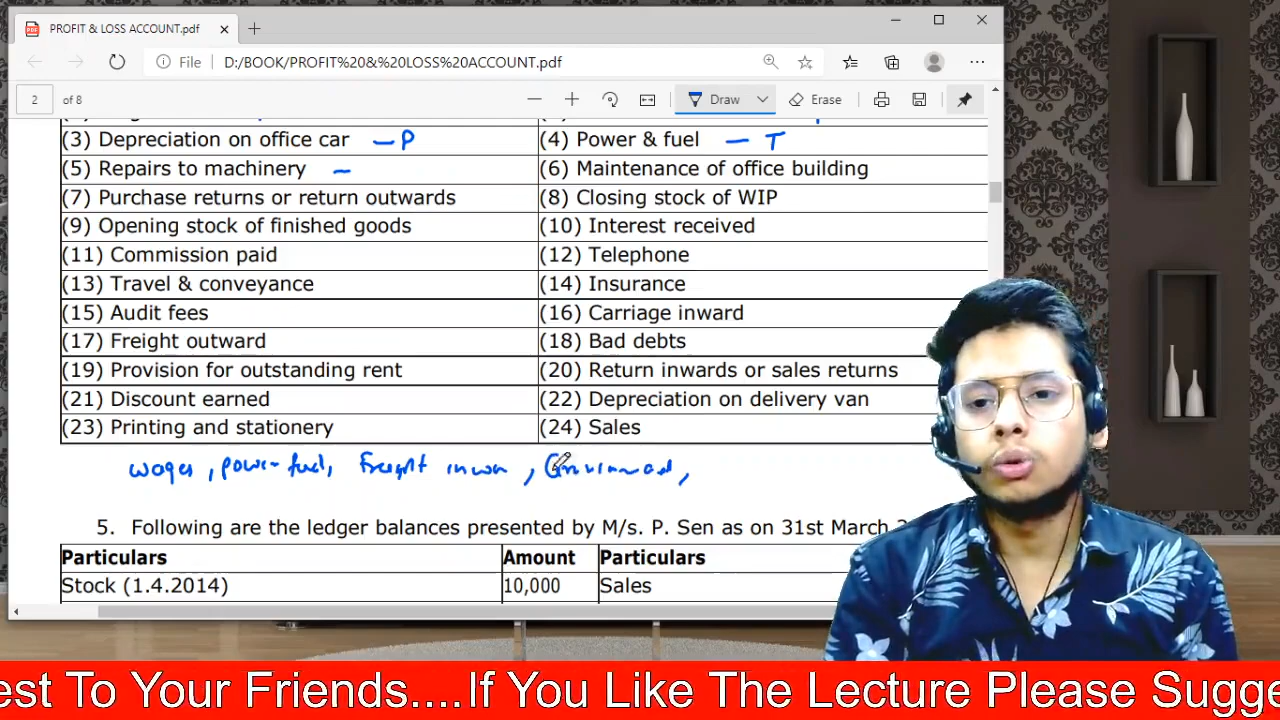 PROFIT & LOSS ACCOUNT.pdf
File D:/BOOK/PROFIT%20&%20LOSS%20ACCOUNT.pdf
2 of 8 Draw Erase
(3) Depreciation on office car — P (4) Power & fuel — T
(5) Repairs to machinery — (6) Maintenance of office building
(7) Purchase returns or return outwards (8) Closing stock of WIP
(9) Opening stock of finished goods (10) Interest received
(11) Commission paid (12) Telephone
(13) Travel & conveyance (14) Insurance
(15) Audit fees (16) Carriage inward
(17) Freight outward (18) Bad debts
(19) Provision for outstanding rent (20) Return inwards or sales returns
(21) Discount earned (22) Depreciation on delivery van
(23) Printing and stationery (24) Sales
wages, power fuel, Freight
5. Following are the ledger balances presented by M/s. P. Sen as on 31st March
Particulars Amount Particulars
Stock (1.4.2014) 10,000 Sales
est To Your Friends....If You Like The Lecture Please Sugge